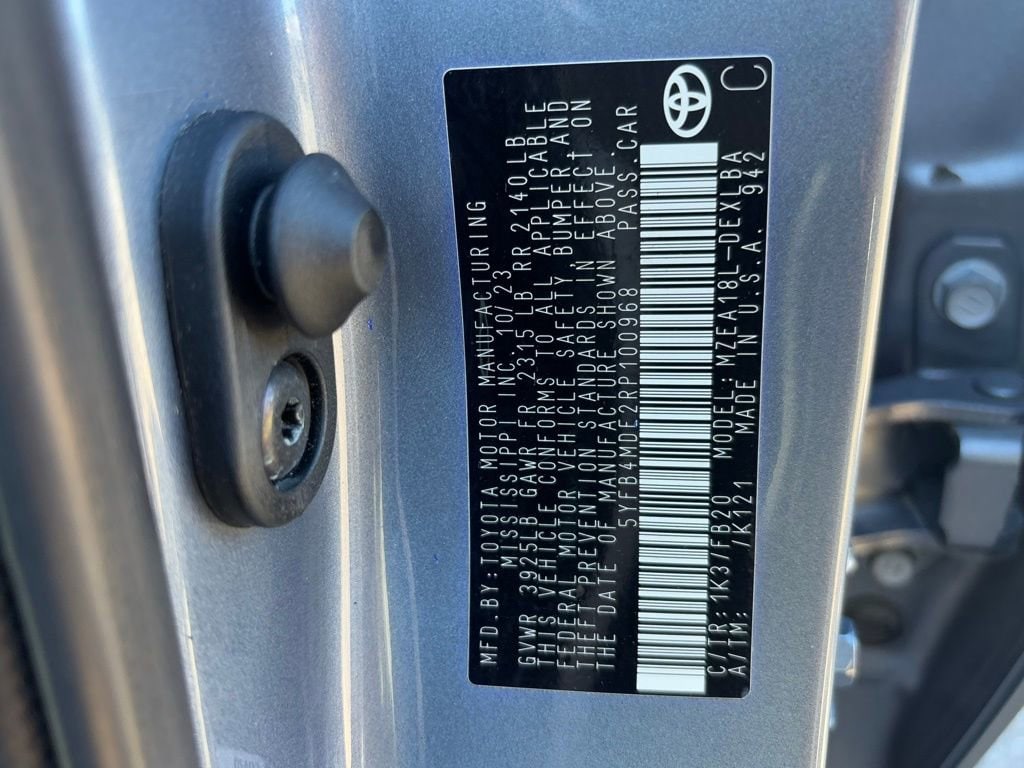 MFD.BY:TOYOTA MOTOR MANUFACTURING
MISSISSIPPI INC.10/23
GVWR 3925LB GAWR FR 2315 LB RR 2140LB
THIS VEHICLE CONFORMS TO ALL APPLICABLE
FEDERAL MOTOR VEHICLE SAFETY BUMPER,AND
THEFT PREVENTION STANDARDS IN EFFECT ON
THE DATE OF MANUFACTURE SHOWN ABOVE.
5YFB4MDE2RP100968 PASS.CAR
C/TR:1K3/FB20 MODEL:MZEA18L-DEXLBA
A/TM: /K121 MADE IN U.S.A. 942
C